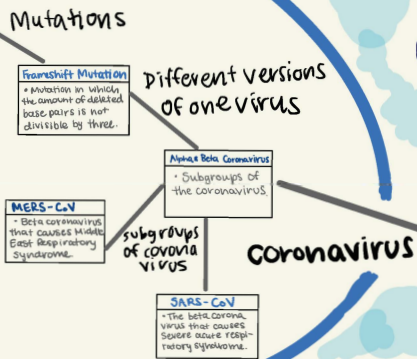 Mutations
Frameshift Mutation
• Mutation in which
the amount of deleted
base pairs is not
divisible by three.
Different versions
of one virus
Alpha & Beta Coronavirus
• Subgroups of
the coronavirus.
MERS-CoV
• Beta coronavirus
that causes Middle
East Respiratory
syndrome.
subgroups
of corona
virus
coronavirus
SARS-CoV
• The beta corona
virus that causes
Severe acute respi-
ratory syndrome.